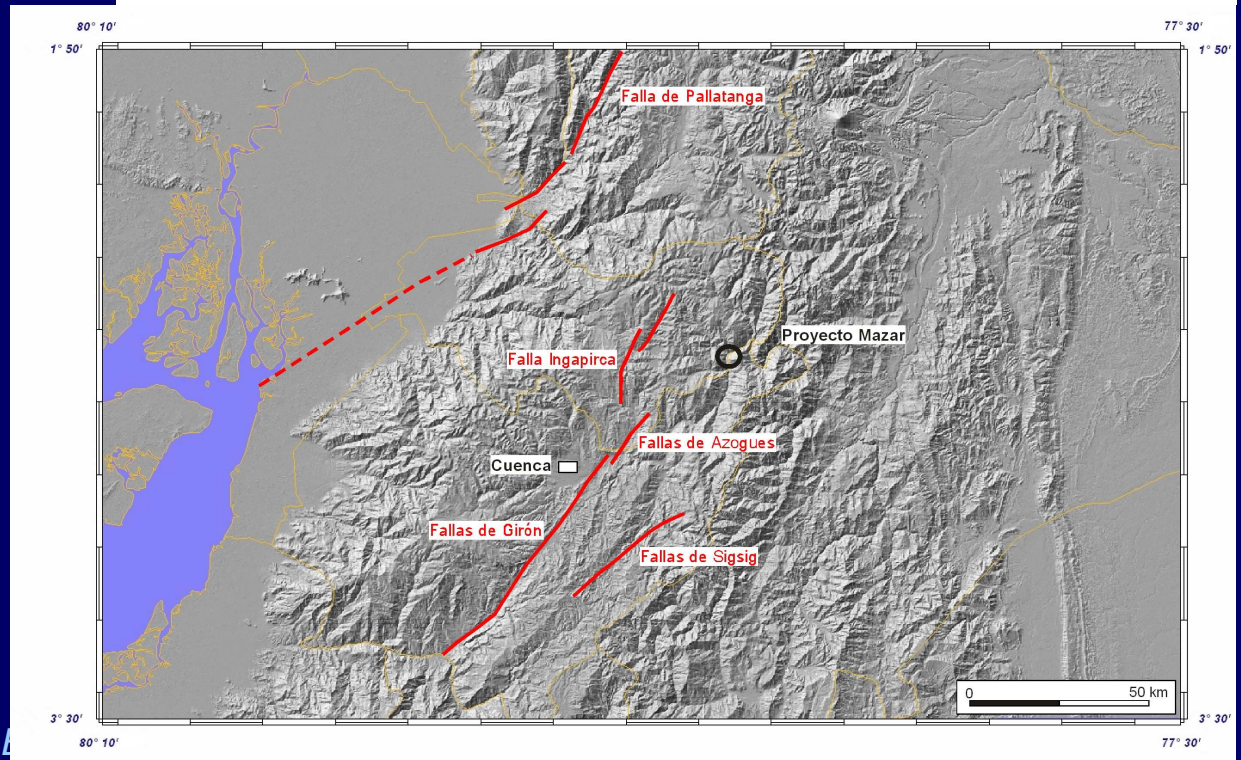 80° 10'
77° 30'
1° 50'
1° 50'
Falla de Pallatanga
Proyecto Mazar
Falla Ingapirca
Fallas de Azogues
Cuenca
Fallas de Girón
Fallas de Sigsig
0 50 km
3° 30'
3° 30'
80° 10'
77° 30'